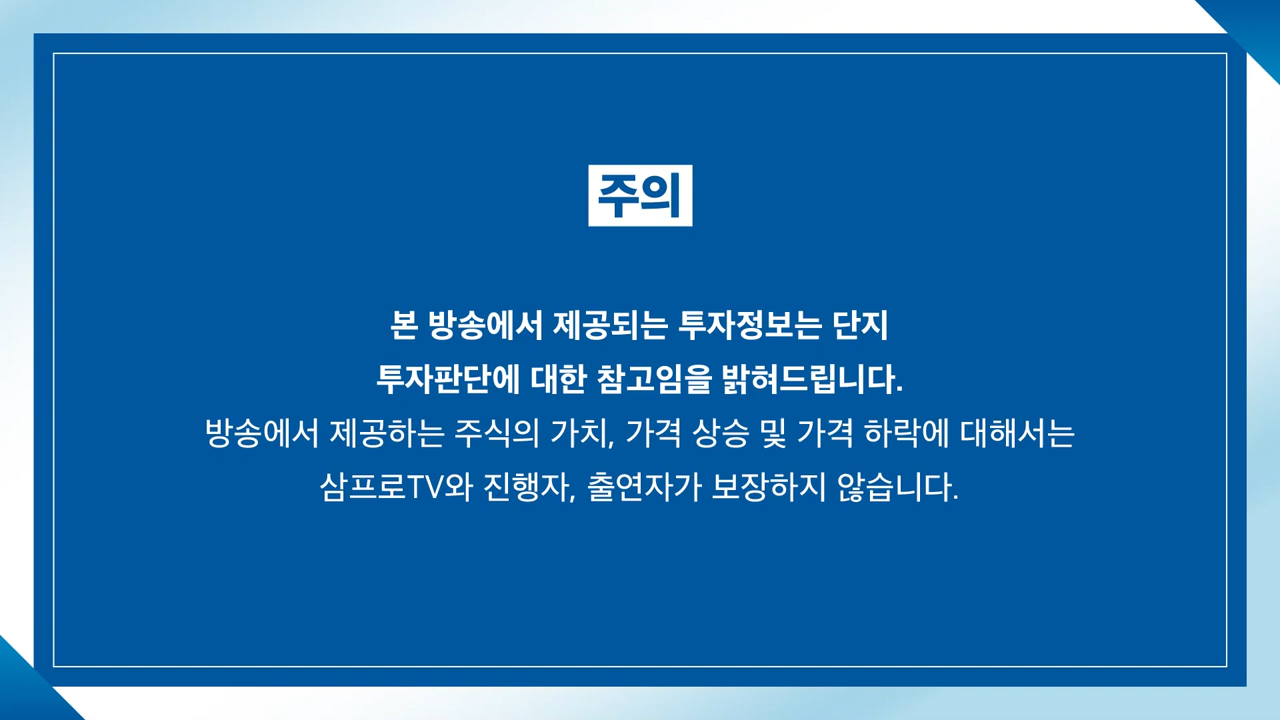 주의
본 방송에서 제공되는 투자정보는 단지
투자판단에 대한 참고임을 밝혀드립니다.
방송에서 제공하는 주식의 가치, 가격 상승 및 가격 하락에 대해서는
삼프로TV와 진행자, 출연자가 보장하지 않습니다.